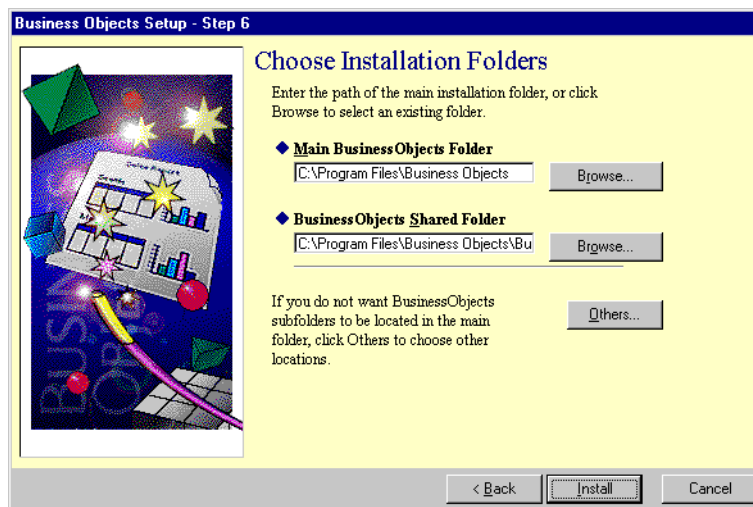 Business Objects Setup - Step 6
Choose Installation Folders
Enter the path of the main installation folder, or click
Browse to select an existing folder.
Main BusinessObjects Folder
C:\Program Files\Business Objects
Browse...
BusinessObjects Shared Folder
C:\Program Files\Business Objects\Bu
Browse...
If you do not want BusinessObjects
subfolders to be located in the main
folder, click Others to choose other
locations.
Others...
BUSIN
< Back
Install
Cancel